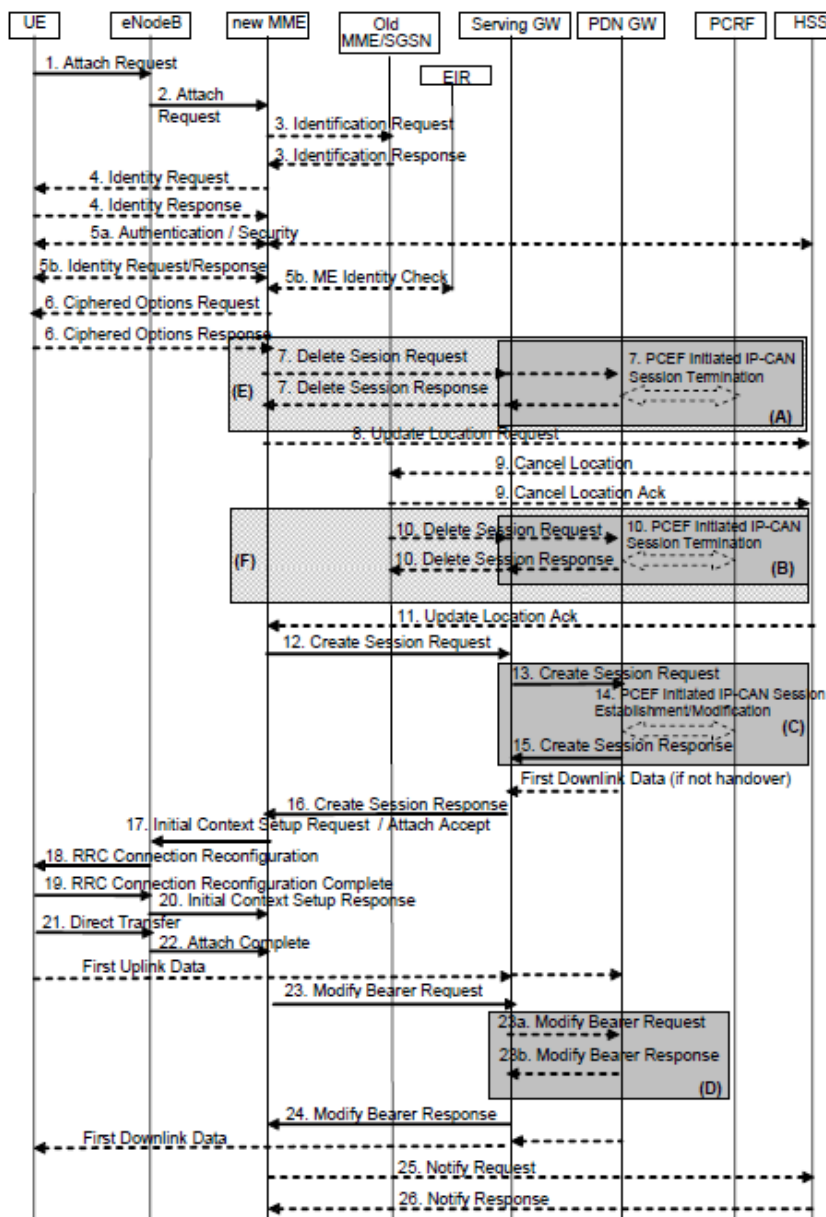 UE
eNodeB
new MME
Old
MME/SGSN
Serving GW
PDN GW
PCRF
HSS
EIR
1. Attach Request
2. Attach
Request
3. Identification Request
3. Identification Response
4. Identity Request
4. Identity Response
5a. Authentication / Security
5b. Identity Request/Response
5b. ME Identity Check
6. Ciphered Options Request
6. Ciphered Options Response
7. Delete Sesion Request
7. PCEF Initiated IP-CAN
Session Termination
7. Delete Session Response
(E)
(A)
8. Update Location Request
9. Cancel Location
9. Cancel Location Ack
10. Delete Session Request
10. PCEF Initiated IP-CAN
Session Termination
10. Delete Session Response
(F)
(B)
11. Update Location Ack
12. Create Session Request
13. Create Session Request
14. PCEF Initiated IP-CAN Session
Establishment/Modification
(C)
15. Create Session Response
First Downlink Data (if not handover)
16. Create Session Response
17. Initial Context Setup Request / Attach Accept
18. RRC Connection Reconfiguration
19. RRC Connection Reconfiguration Complete
20. Initial Context Setup Response
21. Direct Transfer
22. Attach Complete
First Uplink Data
23. Modify Bearer Request
23a. Modify Bearer Request
23b. Modify Bearer Response
(D)
24. Modify Bearer Response
First Downlink Data
25. Notify Request
26. Notify Response